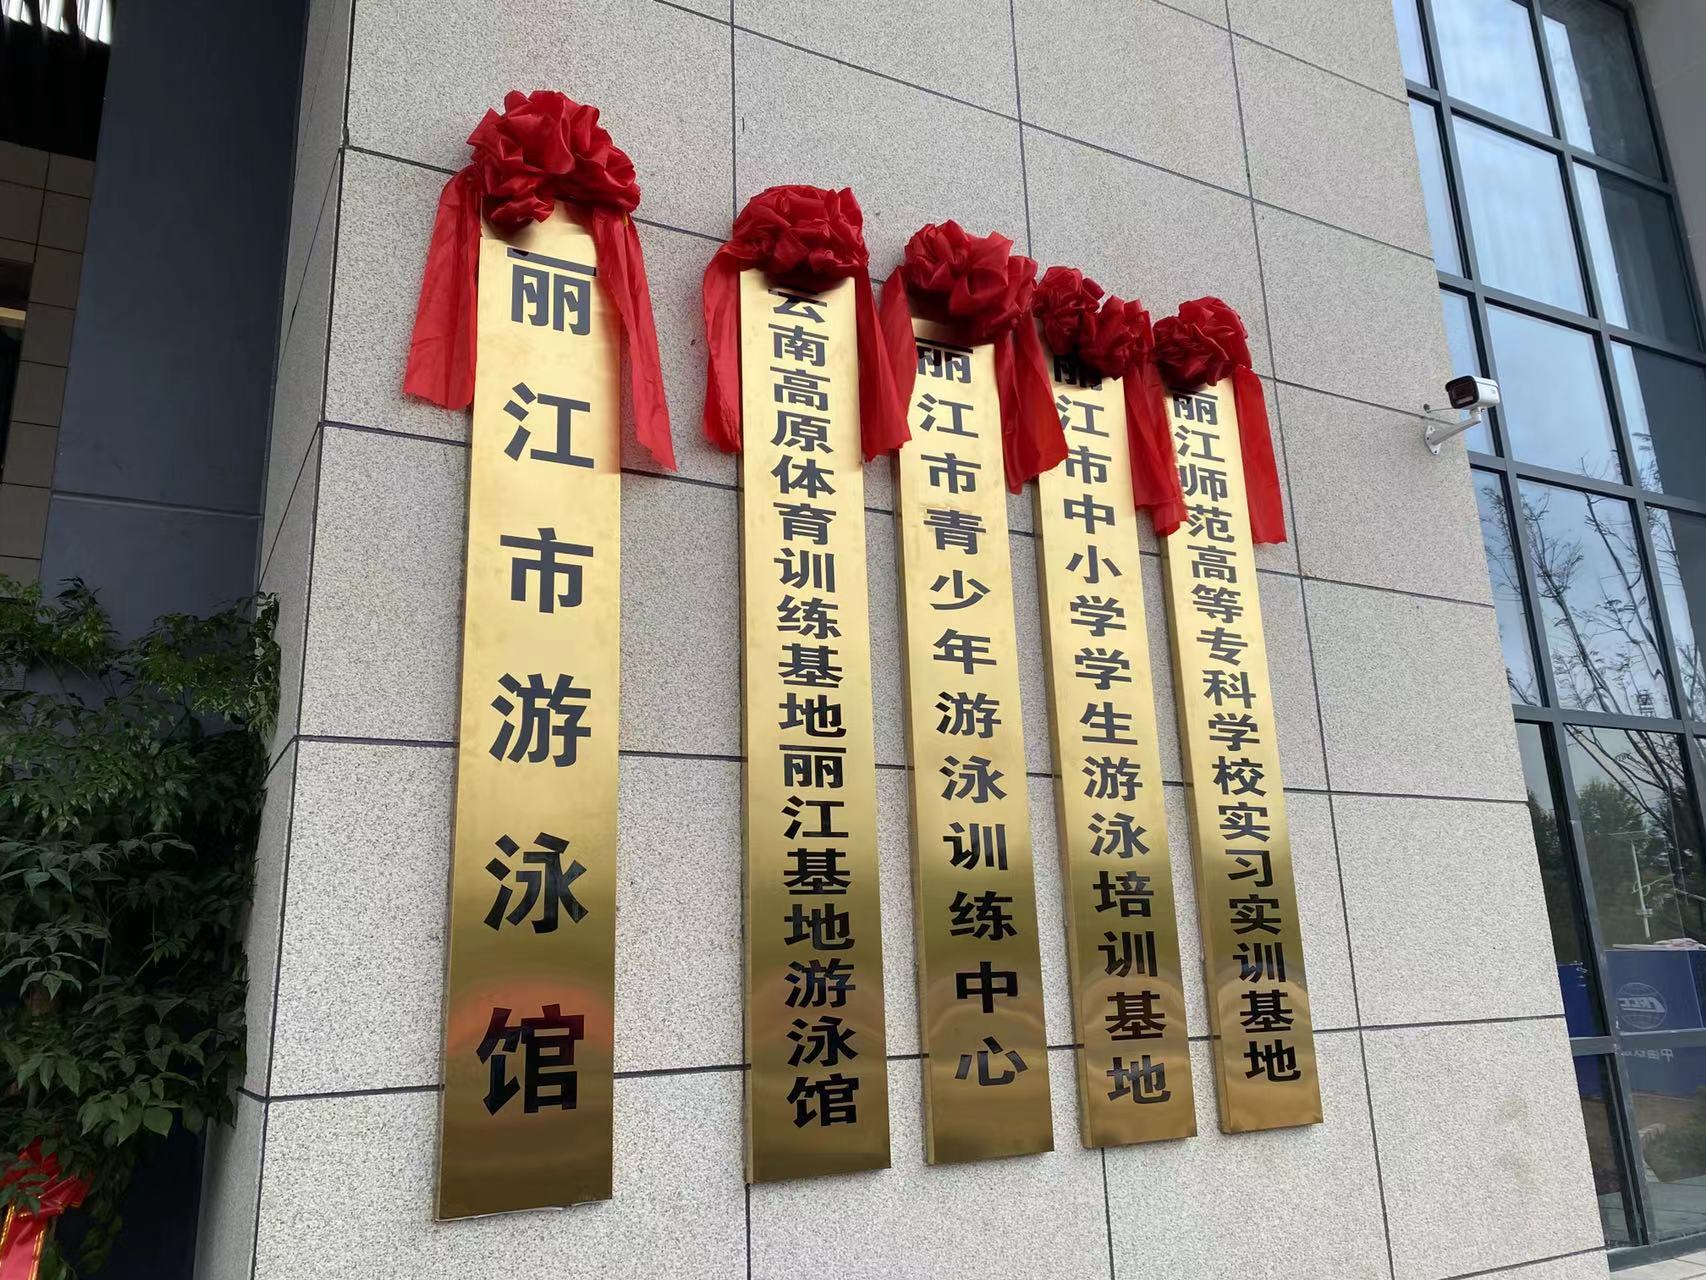 丽江市游泳馆
云南高原体育训练基地丽江基地游泳馆
丽江市青少年游泳训练中心
丽江市中小学学生游泳培训基地
丽江师范高等专科学校实习实训基地